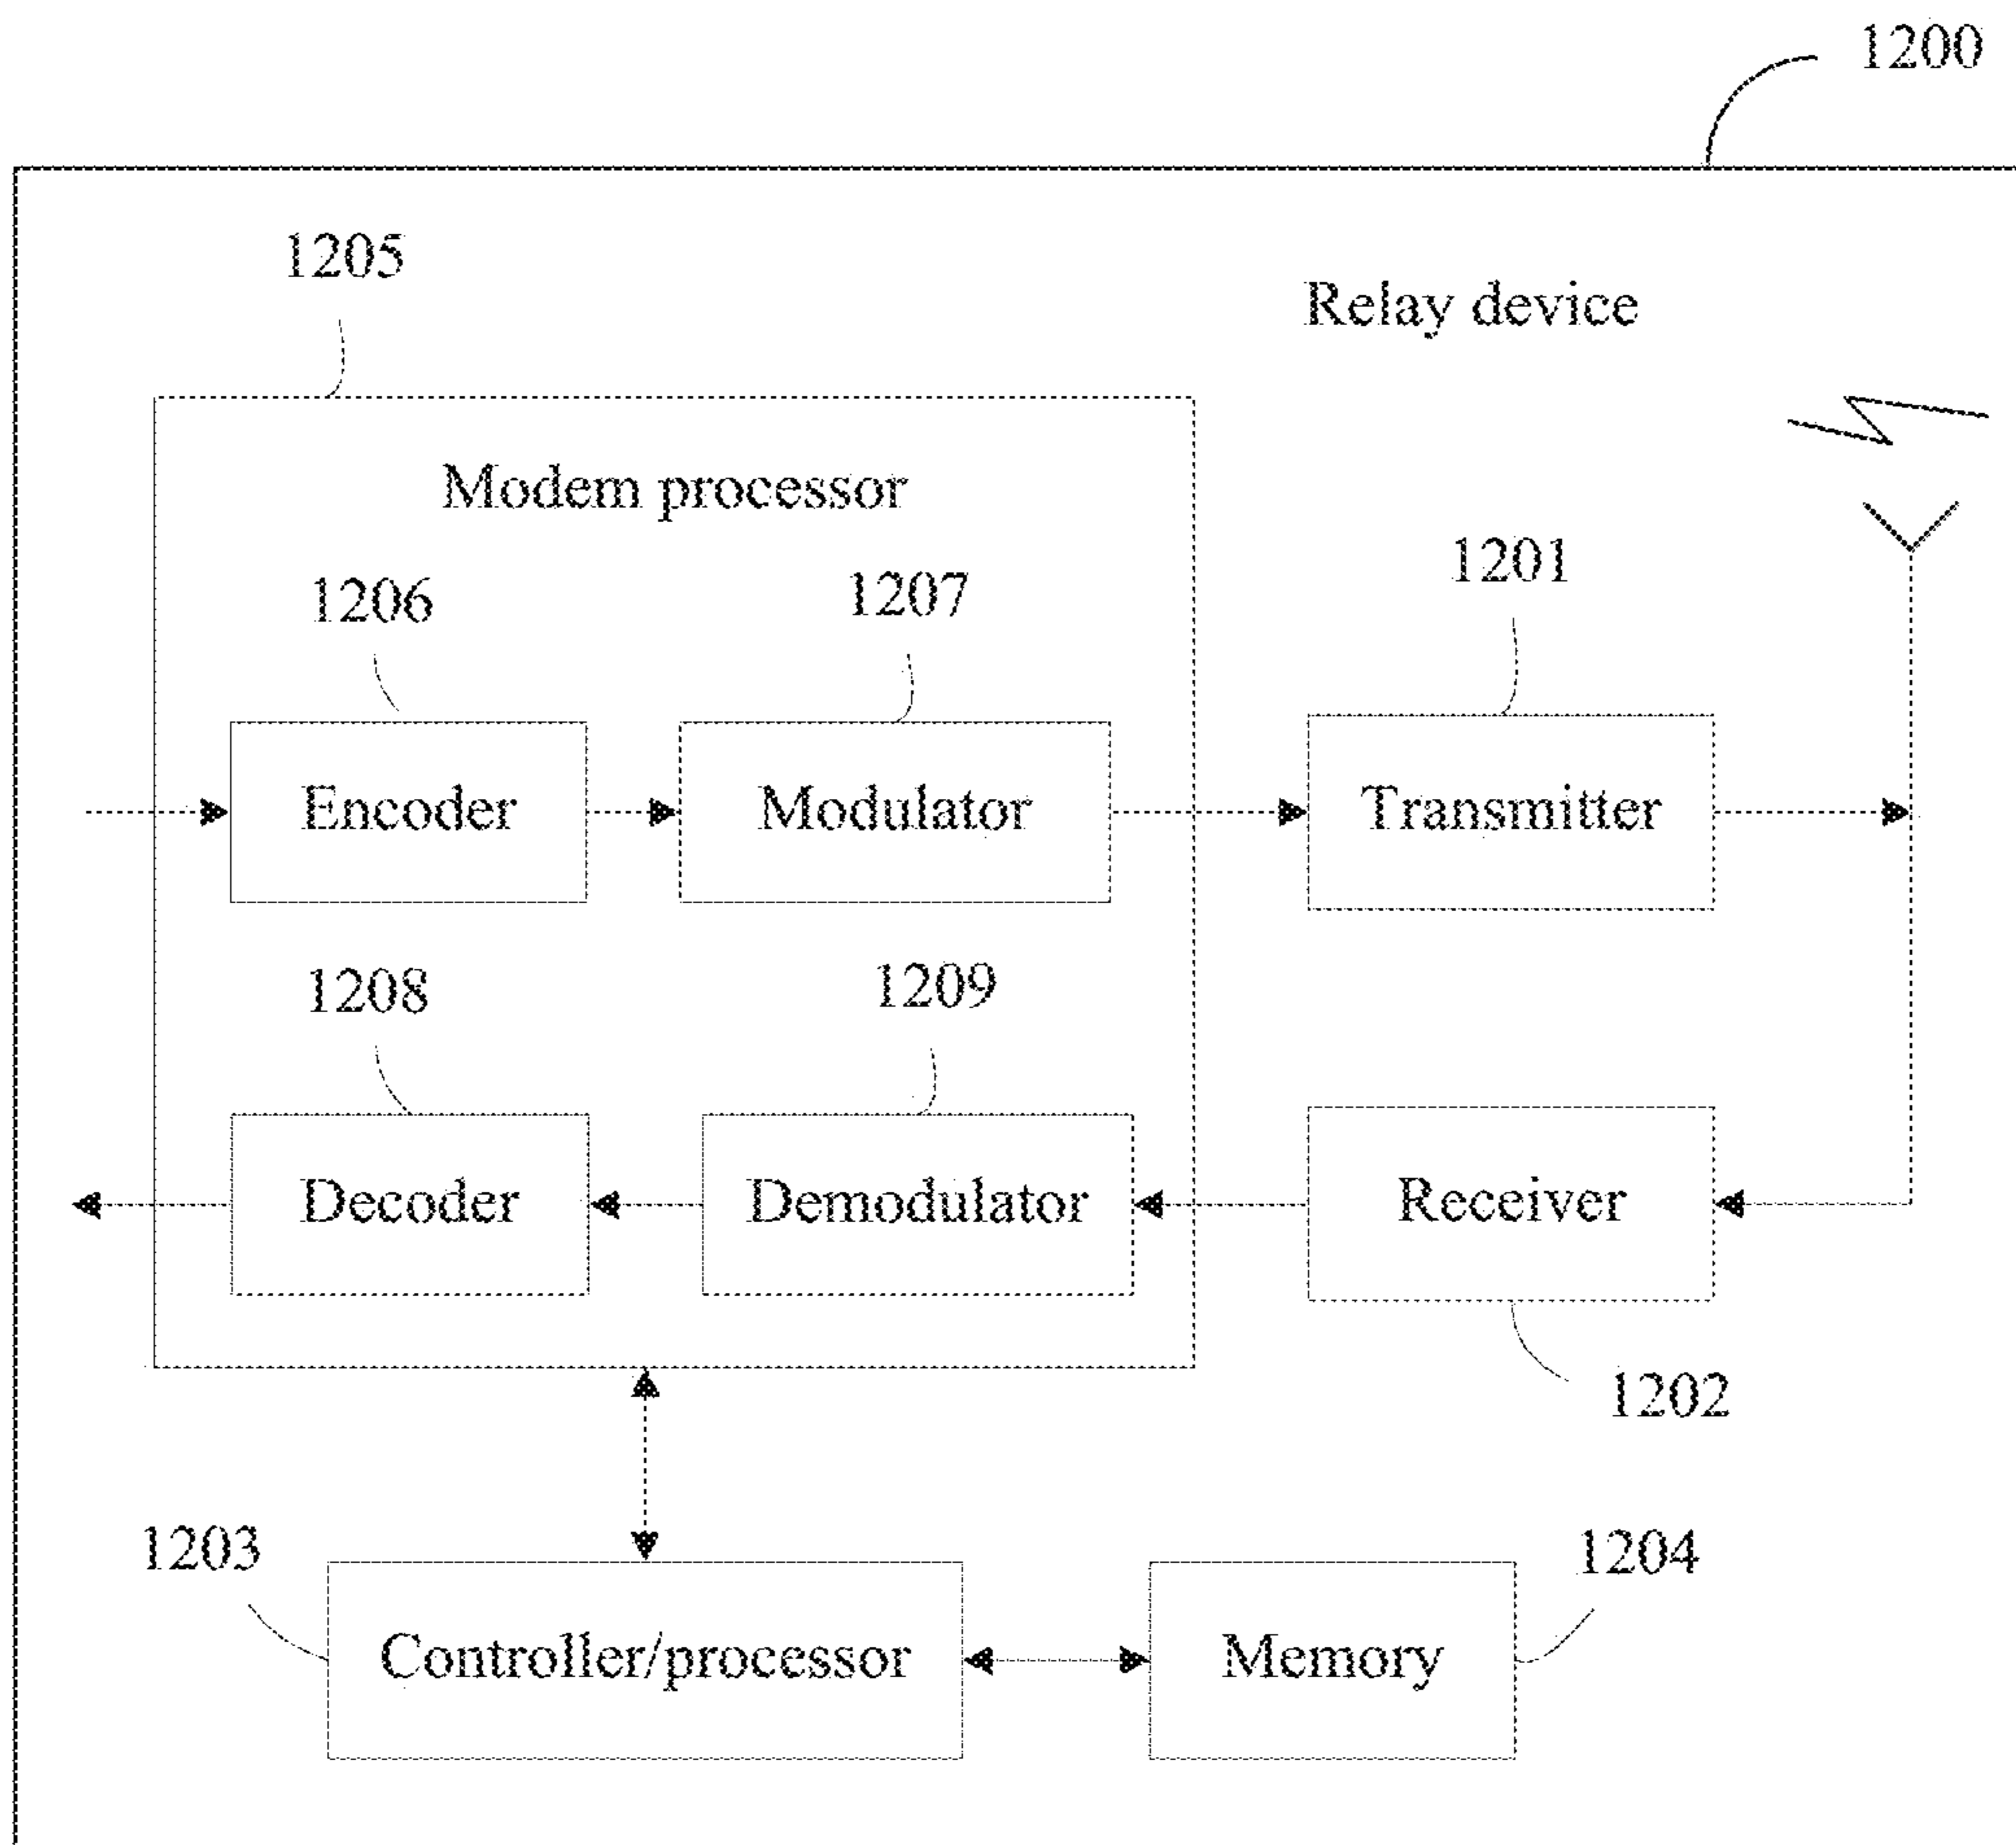 1200
1205
Relay device
Modem processor
1201
1206
1207
Encoder
Modulator
Transmitter
1208
1209
Decoder
Demodulator
Receiver
1202
1203
1204
Controller/processor
Memory